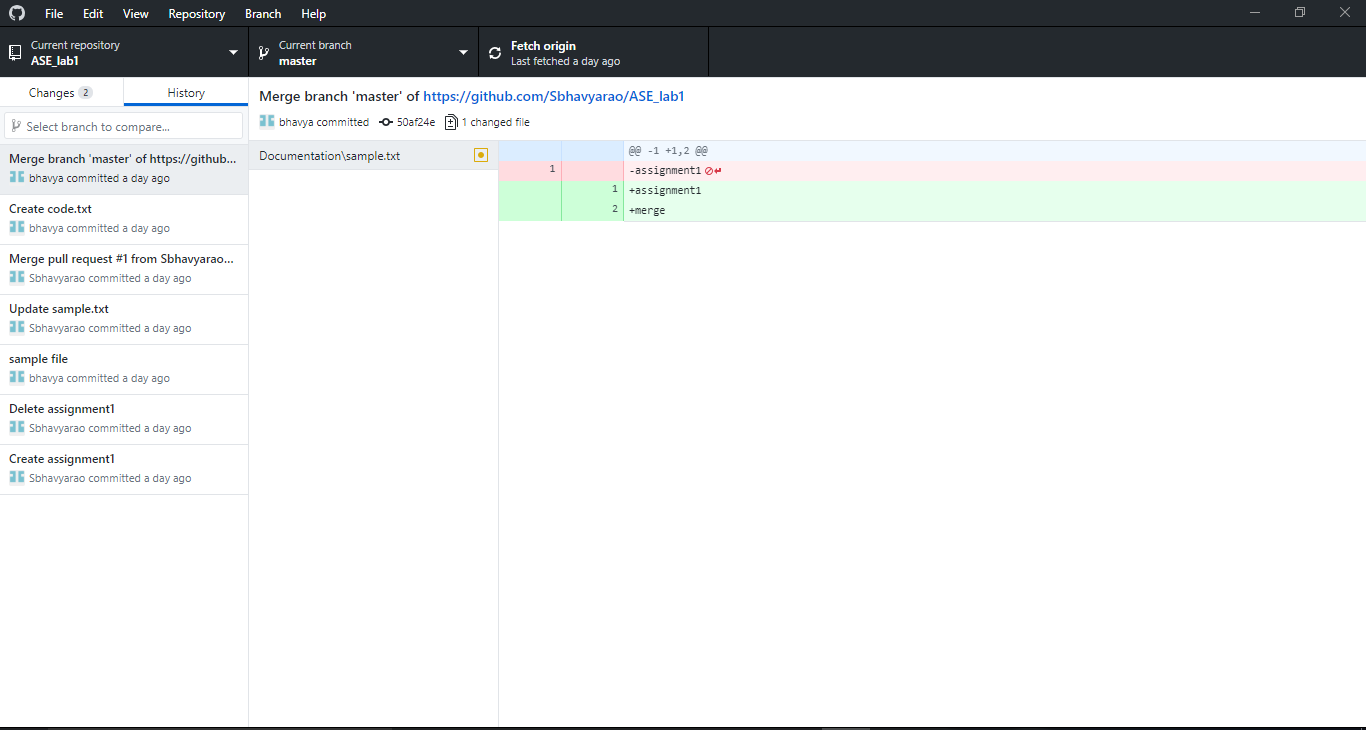 File Edit View Repository Branch Help
Current repository
ASE_lab1
Current branch
master
Fetch origin
Last fetched a day ago
Changes 2
History
Select branch to compare...
Merge branch 'master' of https://github...
bhavya committed a day ago
Create code.txt
bhavya committed a day ago
Merge pull request #1 from Sbhavyarao...
Sbhavyarao committed a day ago
Update sample.txt
Sbhavyarao committed a day ago
sample file
bhavya committed a day ago
Delete assignment1
Sbhavyarao committed a day ago
Create assignment1
Sbhavyarao committed a day ago
Merge branch 'master' of https://github.com/Sbhavyarao/ASE_lab1
bhavya committed 50af24e 1 changed file
Documentation\sample.txt
@@ -1 +1,2 @@
1 -assignment1
1 +assignment1
2 +merge